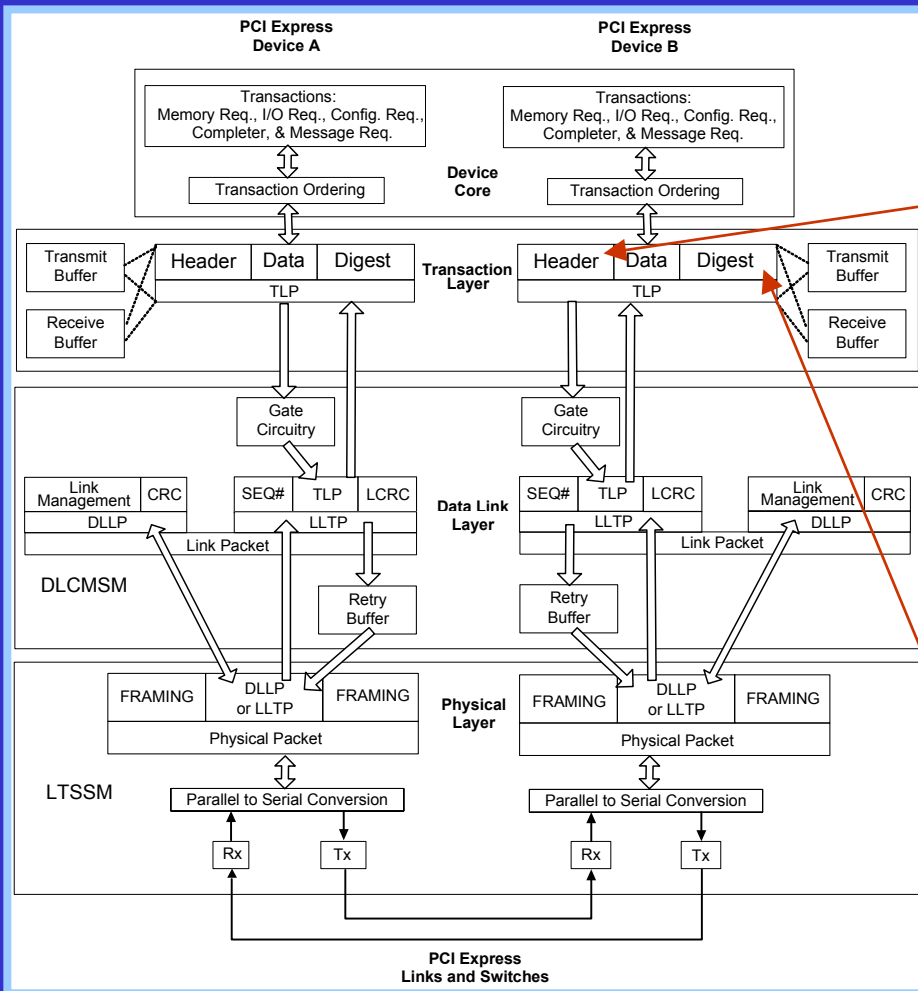 PCI Express
Device A
PCI Express
Device B
Transactions:
Memory Req., I/O Req., Config. Req.,
Completer, & Message Req.
Transactions:
Memory Req., I/O Req., Config. Req.,
Completer, & Message Req.
Transaction Ordering
Device
Core
Transaction Ordering
Transmit
Buffer
Receive
Buffer
Header
Data
Digest
TLP
Transaction
Layer
Header
Data
Digest
TLP
Transmit
Buffer
Receive
Buffer
Gate
Circuitry
Gate
Circuitry
Link
Management
CRC
DLLP
SEQ#
TLP
LCRC
LLTP
Link Packet
Data Link
Layer
SEQ#
TLP
LCRC
LLTP
Link
Management
CRC
DLLP
Link Packet
DLCMSM
Retry
Buffer
Retry
Buffer
FRAMING
DLLP
or LLTP
FRAMING
Physical Packet
Physical
Layer
FRAMING
DLLP
or LLTP
FRAMING
Physical Packet
LTSSM
Parallel to Serial Conversion
Parallel to Serial Conversion
Rx
Tx
Rx
Tx
PCI Express
Links and Switches